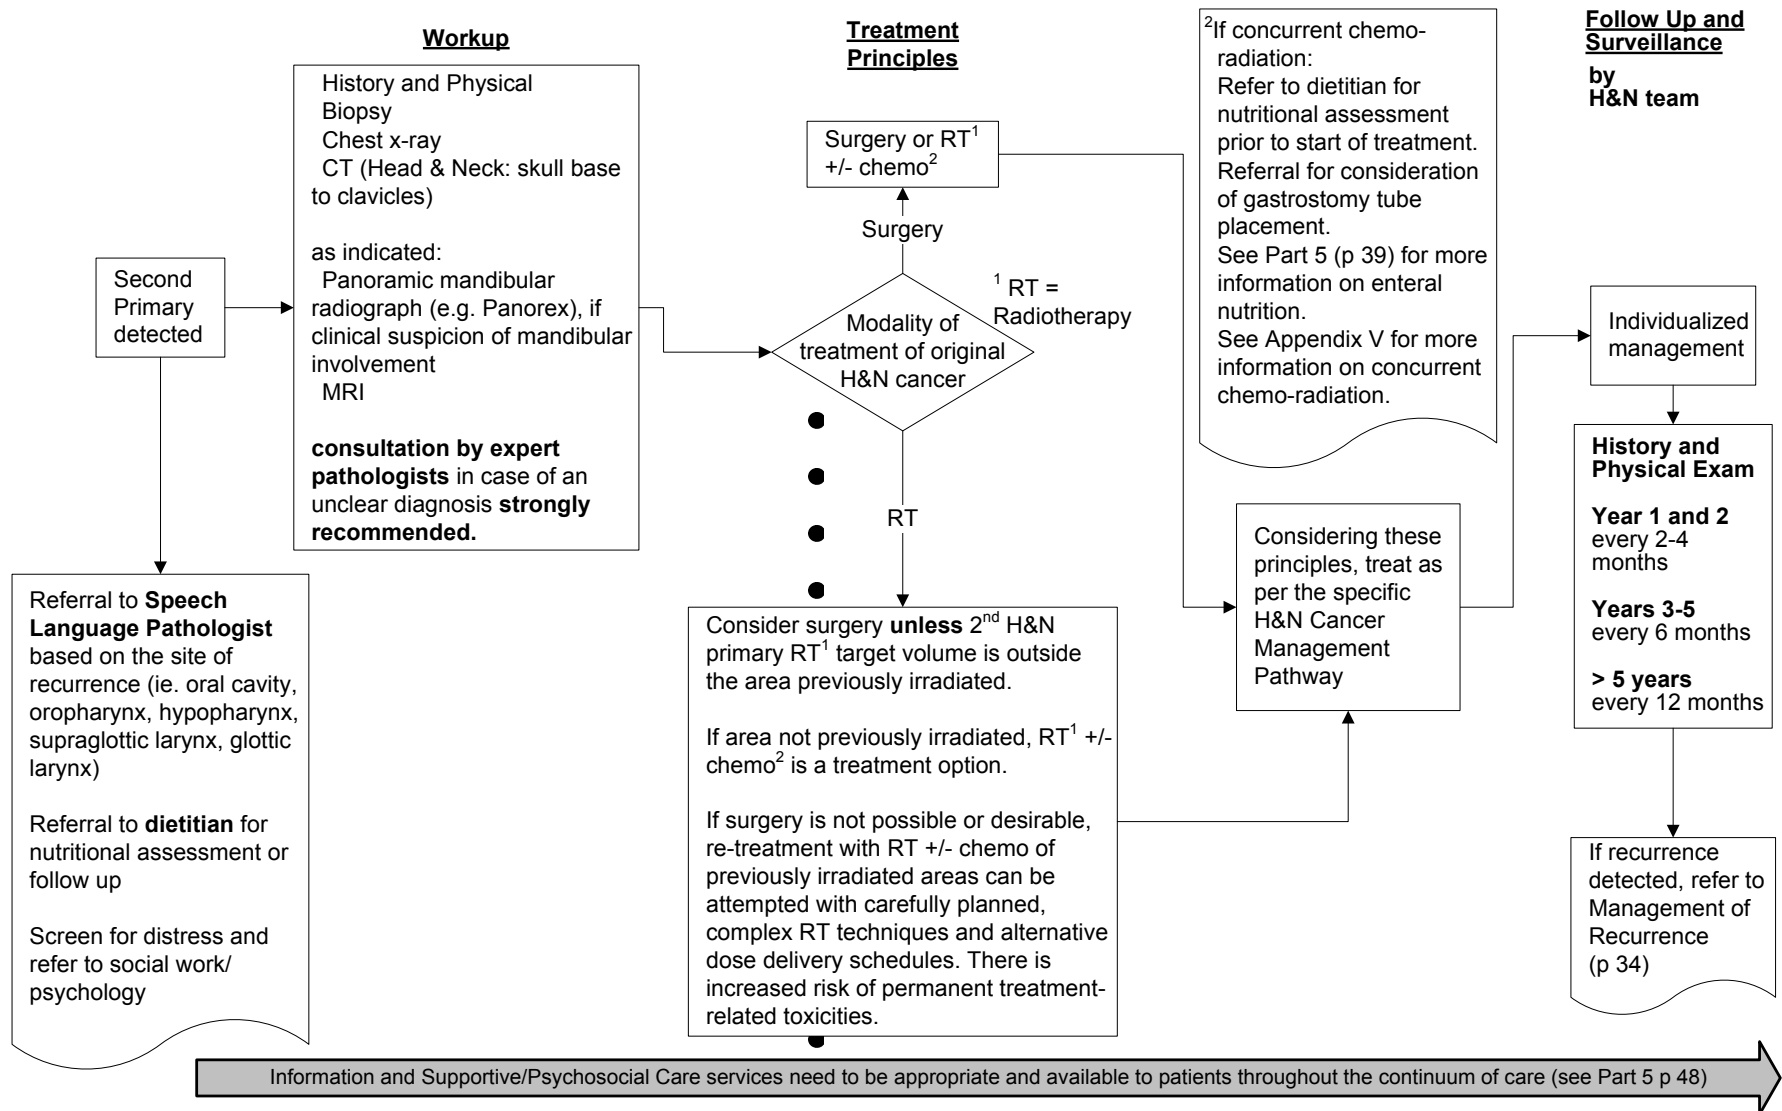 Workup
Treatment
Principles
Follow Up and
Surveillance
by
H&N team
Second
Primary
detected
History and Physical
Biopsy
Chest x-ray
CT (Head & Neck: skull base
to clavicles)
as indicated:
Panoramic mandibular
radiograph (e.g. Panorex), if
clinical suspicion of mandibular
involvement
MRI
consultation by expert
pathologists in case of an
unclear diagnosis strongly
recommended.
Referral to Speech
Language Pathologist
based on the site of
recurrence (ie. oral cavity,
oropharynx, hypopharynx,
supraglottic larynx, glottic
larynx)
Referral to dietitian for
nutritional assessment or
follow up
Screen for distress and
refer to social work/
psychology
Surgery or RT1
+/- chemo2
Surgery
1 RT =
Radiotherapy
Modality of
treatment of original
H&N cancer
RT
Consider surgery unless 2nd H&N
primary RT1 target volume is outside
the area previously irradiated.
If area not previously irradiated, RT1 +/-
chemo2 is a treatment option.
If surgery is not possible or desirable,
re-treatment with RT +/- chemo of
previously irradiated areas can be
attempted with carefully planned,
complex RT techniques and alternative
dose delivery schedules. There is
increased risk of permanent treatment-
related toxicities.
2If concurrent chemo-
radiation:
Refer to dietitian for
nutritional assessment
prior to start of treatment.
Referral for consideration
of gastrostomy tube
placement.
See Part 5 (p 39) for more
information on enteral
nutrition.
See Appendix V for more
information on concurrent
chemo-radiation.
Considering these
principles, treat as
per the specific
H&N Cancer
Management
Pathway
Individualized
management
History and
Physical Exam
Year 1 and 2
every 2-4
months
Years 3-5
every 6 months
> 5 years
every 12 months
If recurrence
detected, refer to
Management of
Recurrence
(p 34)
Information and Supportive/Psychosocial Care services need to be appropriate and available to patients throughout the continuum of care (see Part 5 p 48)